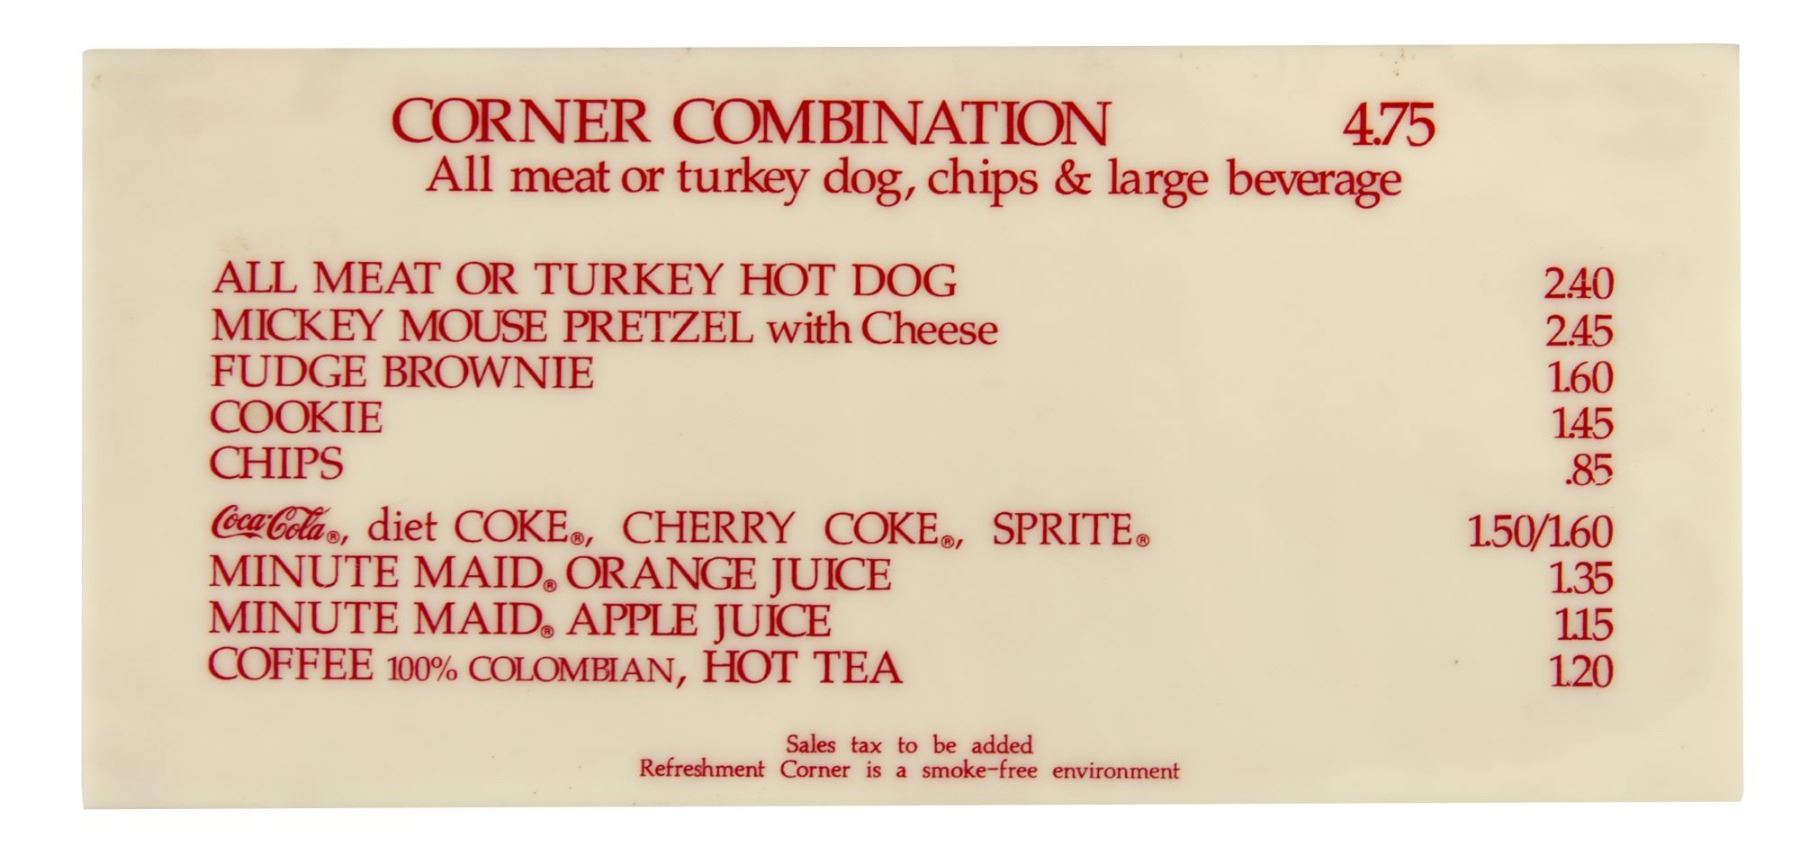 CORNER COMBINATION 4.75
All meat or turkey dog, chips & large beverage
ALL MEAT OR TURKEY HOT DOG 2.40
MICKEY MOUSE PRETZEL with Cheese 2.45
FUDGE BROWNIE 1.60
COOKIE 1.45
CHIPS .85
Coca-Cola®, diet COKE®, CHERRY COKE®, SPRITE® 1.50/1.60
MINUTE MAID® ORANGE JUICE 1.35
MINUTE MAID® APPLE JUICE 1.15
COFFEE 100% COLOMBIAN, HOT TEA 1.20
Sales tax to be added
Refreshment Corner is a smoke-free environment